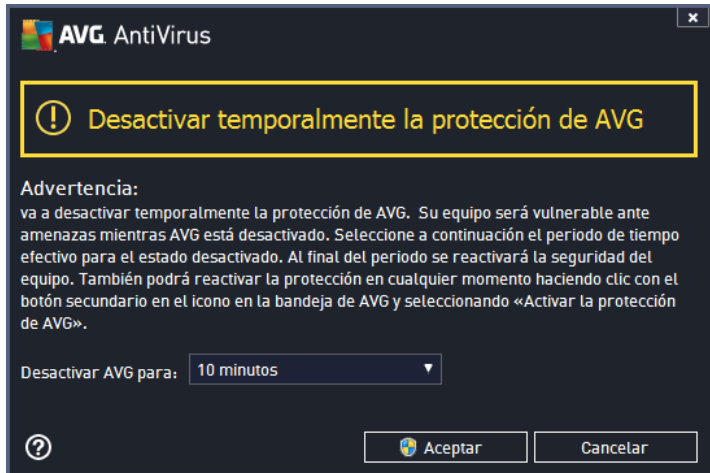 AVG. AntiVirus
Desactivar temporalmente la protección de AVG
Advertencia:
va a desactivar temporalmente la protección de AVG. Su equipo será vulnerable ante
amenazas mientras AVG está desactivado. Seleccione a continuación el periodo de tiempo
efectivo para el estado desactivado. Al final del periodo se reactivará la seguridad del
equipo. También podrá reactivar la protección en cualquier momento haciendo clic con el
botón secundario en el icono en la bandeja de AVG y seleccionando «Activar la protección
de AVG».
Desactivar AVG para: 10 minutos
Aceptar Cancelar